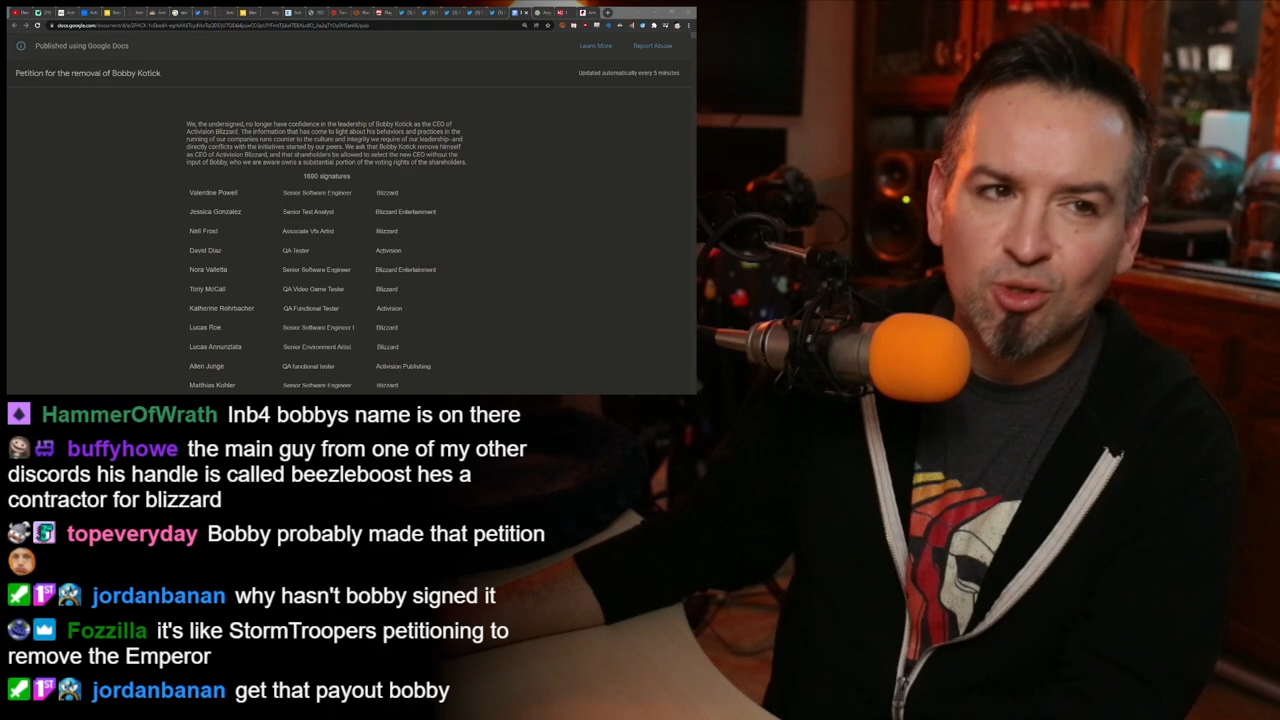 Published using Google Docs
Learn More
Report Abuse
Petition for the removal of Bobby Kotick
Updated automatically every 5 minutes
We, the undersigned, no longer have confidence in the leadership of Bobby Kotick as the CEO of
Activision Blizzard. The information that has come to light about his behaviors and practices in the
running of our companies runs counter to the culture and integrity we require of our leadership-and
directly conflicts with the initiatives started by our peers. We ask that Bobby Kotick remove himself
as CEO of Activision Blizzard, and that shareholders be allowed to select the new CEO without the
input of Bobby, who we are aware owns a substantial portion of the voting rights of the shareholders.
1690 signatures
Valentine Powell Senior Software Engineer Blizzard
Jessica Gonzalez Senior Test Analyst Blizzard Entertainment
Neil Frost Associate Vfx Artist Blizzard
David Diaz QA Tester Activision
Nora Valletta Senior Software Engineer Blizzard Entertainment
Tony McCall QA Video Game Tester Blizzard
Katherine Rohrbacher QA Functional Tester Activision
Lucas Roe Senior Software Engineer I Blizzard
Lucas Annunziata Senior Environment Artist Blizzard
Allen Junge QA functional tester Activision Publishing
Matthias Kohler Senior Software Engineer Blizzard
HammerOfWrath Inb4 bobbys name is on there
buffyhowe the main guy from one of my other
discords his handle is called beezleboost hes a
contractor for blizzard
topeveryday Bobby probably made that petition
jordanbanan why hasn't bobby signed it
Fozzilla it's like StormTroopers petitioning to
remove the Emperor
jordanbanan get that payout bobby